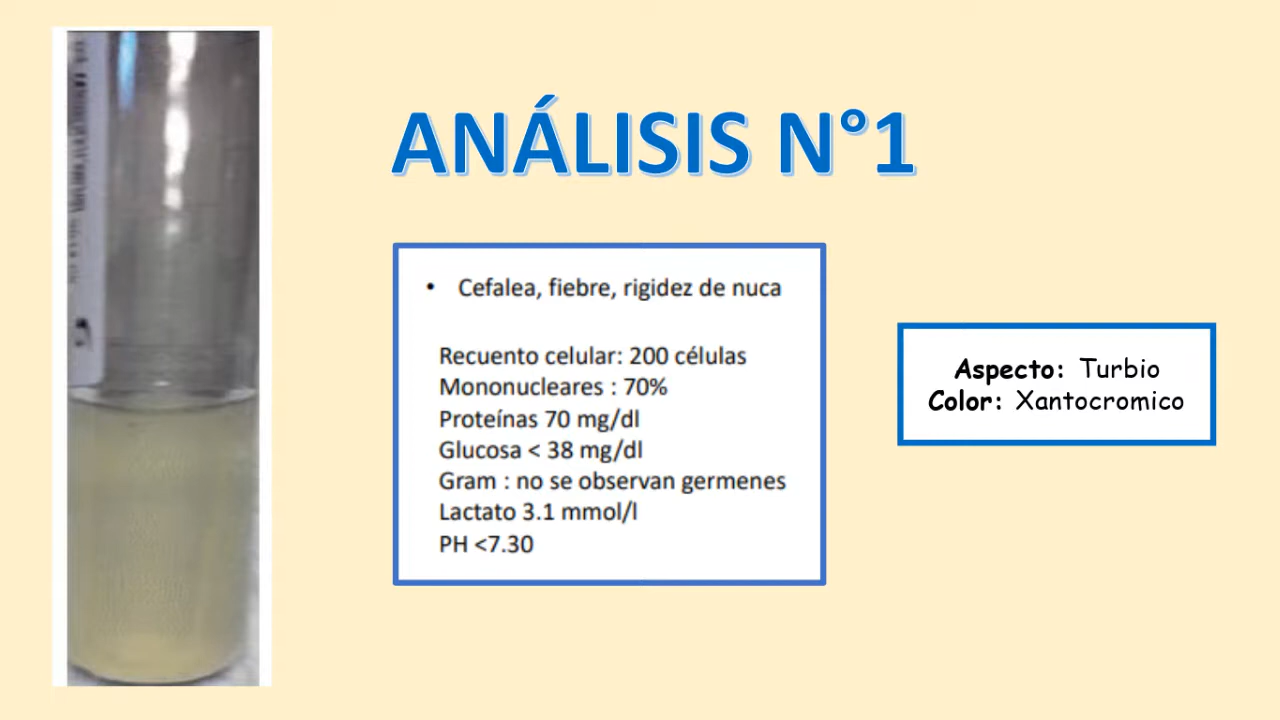 ANÁLISIS N°1
• Cefalea, fiebre, rigidez de nuca
Recuento celular: 200 células
Mononucleares : 70%
Proteínas 70 mg/dl
Glucosa < 38 mg/dl
Gram : no se observan germenes
Lactato 3.1 mmol/l
PH <7.30
Aspecto: Turbio
Color: Xantocromico